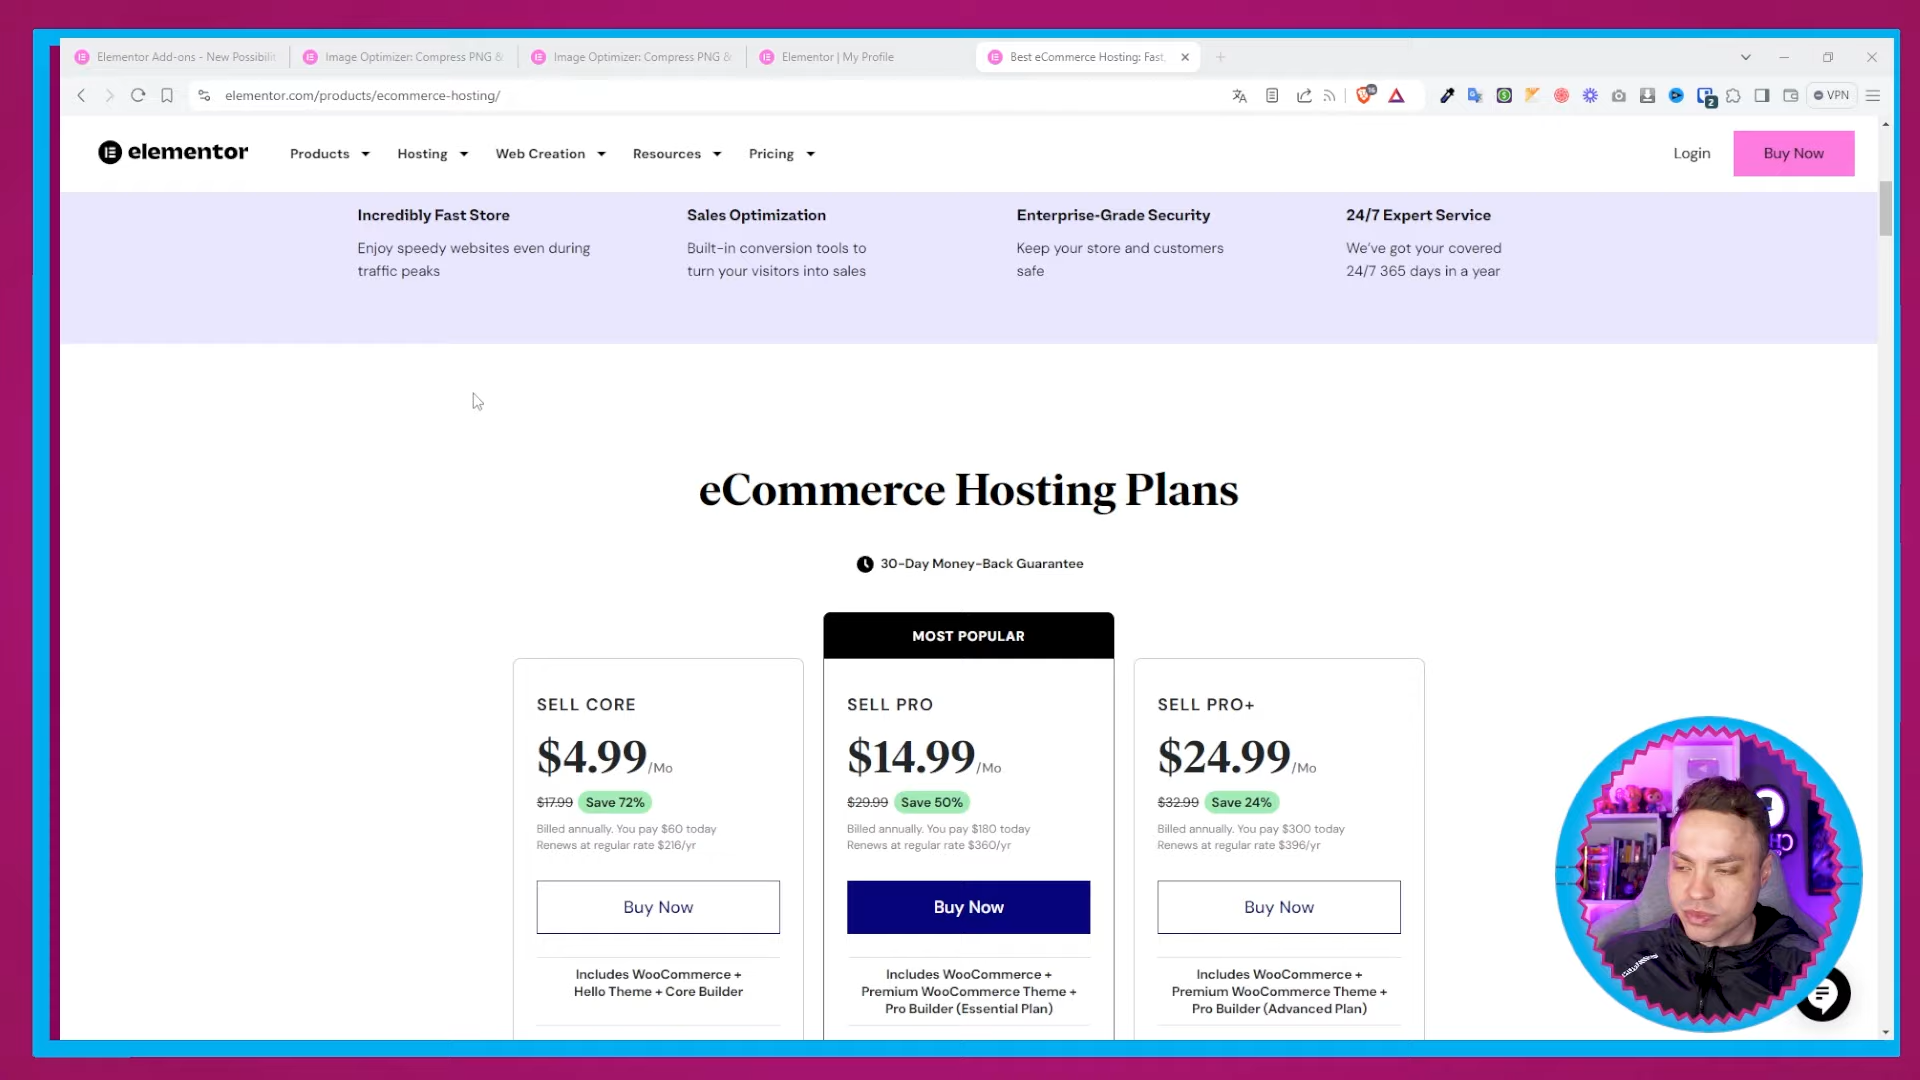 Elementor Add-ons - New Possibilit
Image Optimizer: Compress PNG &
Image Optimizer: Compress PNG &
Elementor | My Profile
Best eCommerce Hosting: Fast,
elementor.com/products/ecommerce-hosting/
VPN
elementor
Products
Hosting
Web Creation
Resources
Pricing
Login
Buy Now
Incredibly Fast Store
Enjoy speedy websites even during
traffic peaks
Sales Optimization
Built-in conversion tools to
turn your visitors into sales
Enterprise-Grade Security
Keep your store and customers
safe
24/7 Expert Service
We've got your covered
24/7 365 days in a year
eCommerce Hosting Plans
30-Day Money-Back Guarantee
MOST POPULAR
SELL CORE
$4.99/Mo
$17.99 Save 72%
Billed annually. You pay $60 today
Renews at regular rate $216/yr
Buy Now
Includes WooCommerce +
Hello Theme + Core Builder
SELL PRO
$14.99/Mo
$29.99 Save 50%
Billed annually. You pay $180 today
Renews at regular rate $360/yr
Buy Now
Includes WooCommerce +
Premium WooCommerce Theme +
Pro Builder (Essential Plan)
SELL PRO+
$24.99/Mo
$32.99 Save 24%
Billed annually. You pay $300 today
Renews at regular rate $396/yr
Buy Now
Includes WooCommerce +
Premium WooCommerce Theme +
Pro Builder (Advanced Plan)